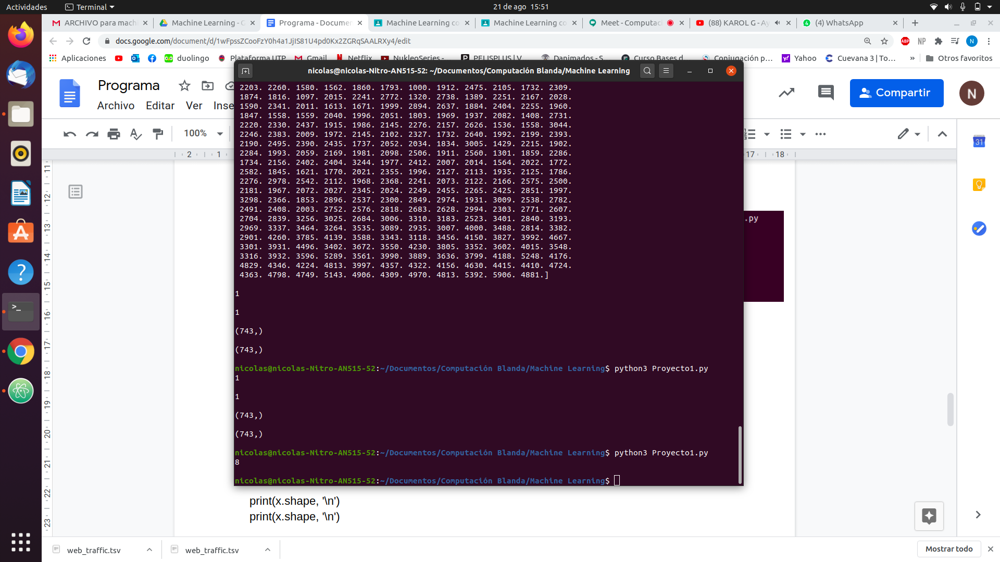 Actividades
Terminal
21 de ago 15:51
ARCHIVO para mach
Machine Learning - G
Programa - Documen
Machine Learning co
Machine Learning co
Meet - Computaci
(88) KAROL G - Ay
(4) WhatsApp
docs.google.com/document/d/1wFpssZCooFzY0h4a1JjIS81U4pd0Kx2ZGRqSAALRXy4/edit
ABP
NP
N
Aplicaciones
duolingo
Plataforma UTP
Gmail
Netflix
NukleoSeries -
PELISPLUS | V
Danimados - S
Curso Bases d
Conjugación p...
Yahoo
Cuevana 3 | To...
»
Otros favoritos
Programa
Archivo Editar Ver Inse
Compartir
N
100%
2 1
17 18
31
11
12
13
14
15
16
17
18
19
20
21
22
23
nicolas@nicolas-Nitro-AN515-52: ~/Documentos/Computación Blanda/Machine Learning
2203. 2260. 1580. 1562. 1860. 1793. 1000. 1912. 2475. 2105. 1732. 2309.
1874. 1816. 1097. 2015. 2241. 2772. 1320. 2738. 1389. 2251. 2167. 2028.
1590. 2341. 2011. 1613. 1671. 1999. 2894. 2637. 1884. 2404. 2255. 1960.
1847. 1558. 1559. 2040. 1996. 2051. 1803. 1969. 1937. 2082. 1408. 2731.
2220. 2330. 2437. 1915. 1986. 2145. 2276. 2157. 2626. 1536. 1558. 3044.
2246. 2383. 2009. 1972. 2145. 2102. 2327. 1732. 2640. 1992. 2199. 2393.
2190. 2495. 2390. 2435. 1737. 2052. 2034. 1834. 3005. 1429. 2215. 1902.
2284. 1993. 2059. 2169. 1981. 2098. 2506. 1911. 2560. 1301. 1859. 2286.
1734. 2156. 2402. 2404. 3244. 1977. 2412. 2007. 2014. 1564. 2022. 1772.
2582. 1845. 1621. 1770. 2021. 2355. 1996. 2127. 2113. 1935. 2125. 1786.
2276. 2978. 2542. 2112. 1968. 2368. 2241. 2073. 2122. 2166. 2575. 2500.
2181. 1967. 2072. 2027. 2345. 2024. 2249. 2455. 2265. 2425. 2851. 1997.
3298. 2366. 1853. 2896. 2537. 2300. 2849. 2974. 1931. 3009. 2538. 2782.
2491. 2408. 2003. 2752. 2576. 2818. 2683. 2628. 2994. 2303. 2771. 2607.
2704. 2839. 3256. 3025. 2684. 3006. 3310. 3183. 2523. 3401. 2840. 3193.
2969. 3337. 3464. 3264. 3535. 3089. 2935. 3007. 4000. 3488. 2814. 3382.
2901. 4260. 3785. 4139. 3588. 3343. 3118. 3456. 4150. 3827. 3992. 4667.
3301. 3931. 4496. 3402. 3672. 3550. 4230. 3805. 3352. 3602. 4015. 3548.
3316. 3932. 3596. 5289. 3561. 3990. 3889. 3636. 3799. 4188. 5248. 4176.
4829. 4346. 4224. 4813. 3997. 4357. 4322. 4156. 4630. 4415. 4410. 4724.
4363. 4798. 4749. 5143. 4906. 4309. 4970. 4813. 5392. 5906. 4881.]
1
1
(743,)
(743,)
nicolas@nicolas-Nitro-AN515-52:~/Documentos/Computación Blanda/Machine Learning$ python3 Proyecto1.py
1
1
(743,)
(743,)
nicolas@nicolas-Nitro-AN515-52:~/Documentos/Computación Blanda/Machine Learning$ python3 Proyecto1.py
8
nicolas@nicolas-Nitro-AN515-52:~/Documentos/Computación Blanda/Machine Learning$
.py
print(x.shape, '\n')
print(x.shape, '\n')
web_traffic.tsv
web_traffic.tsv
Mostrar todo